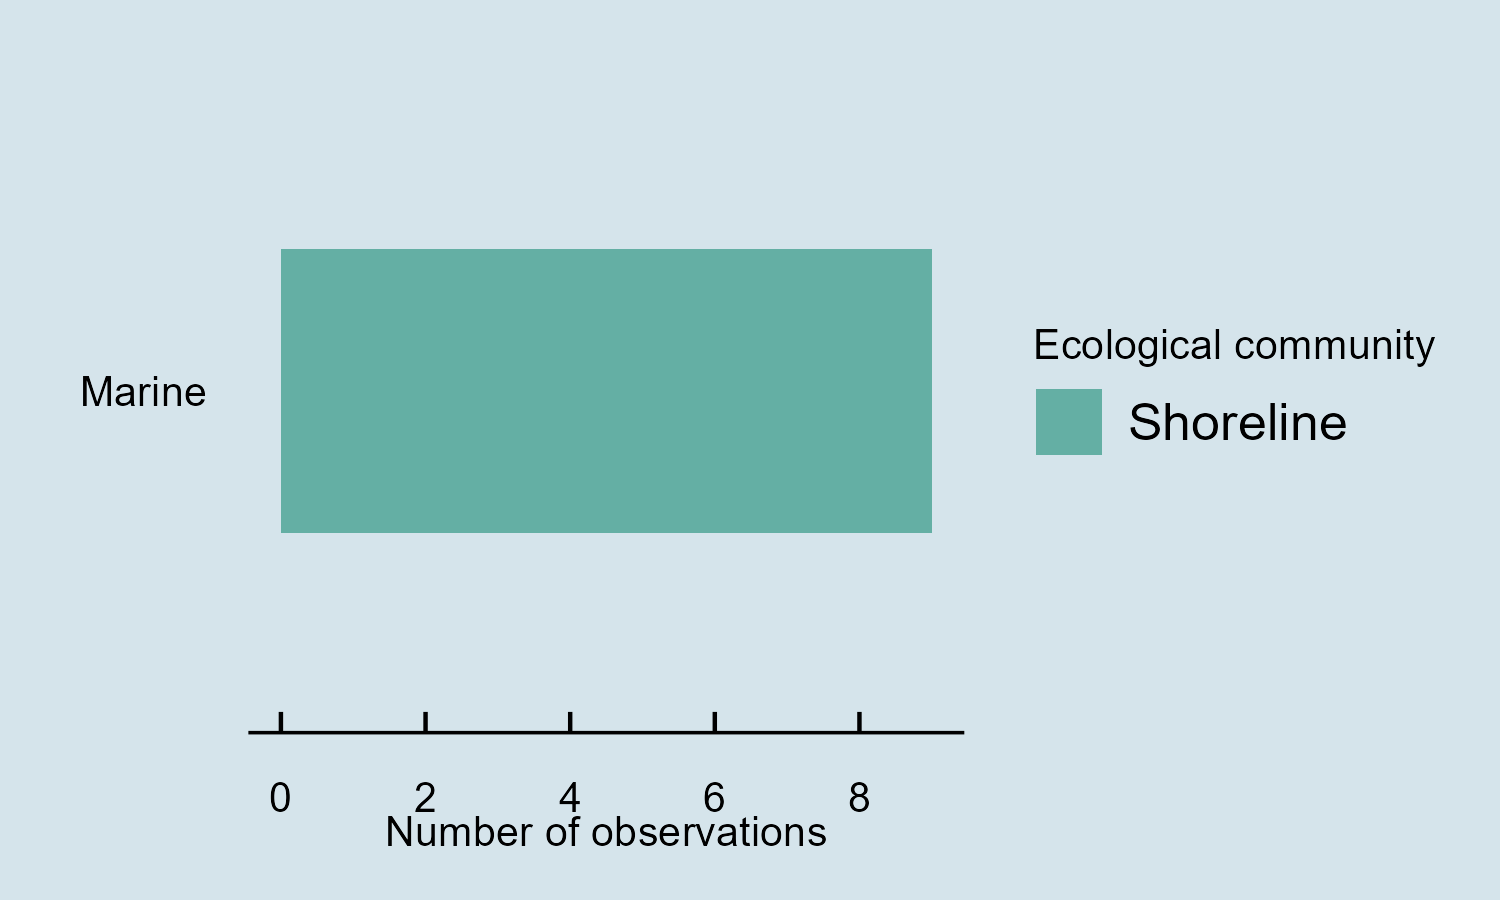 Marine
Ecological community
Shoreline
0 2 4 6 8
Number of observations